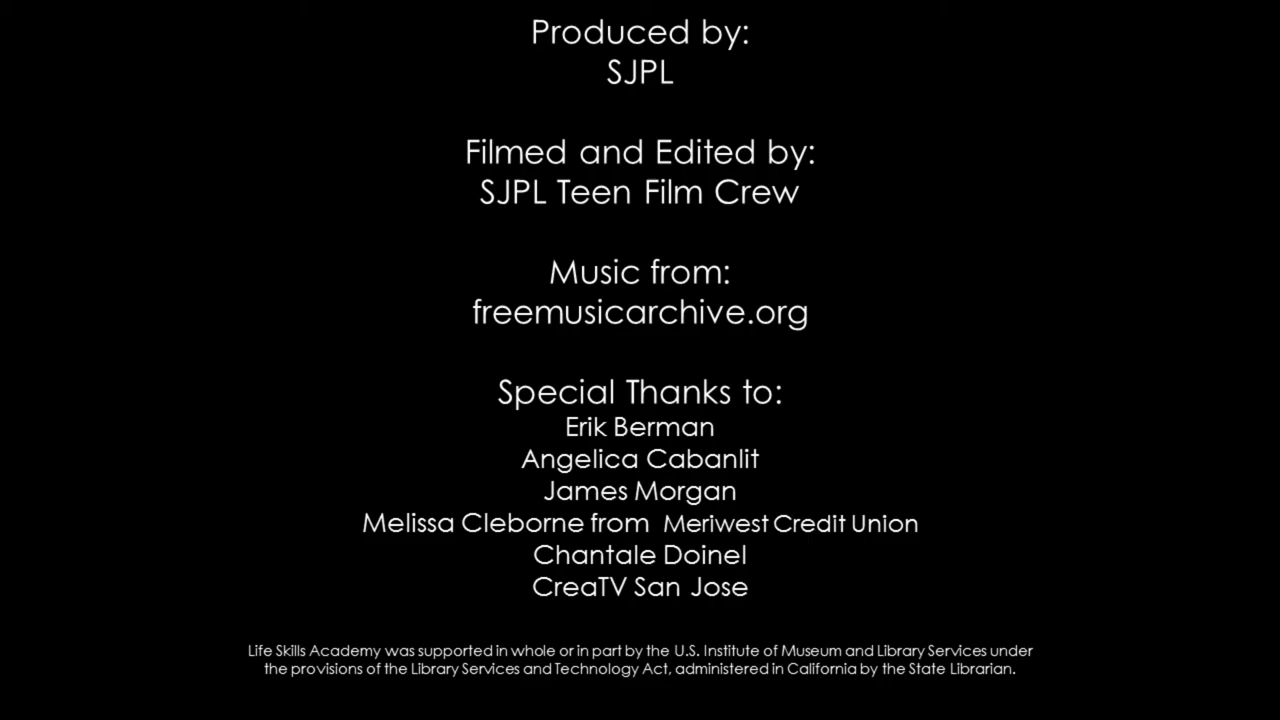 Produced by:
SJPL
Filmed and Edited by:
SJPL Teen Film Crew
Music from:
freemusicarchive.org
Special Thanks to:
Erik Berman
Angelica Cabanlit
James Morgan
Melissa Cleborne from Meriwest Credit Union
Chantale Doinel
CreaTV San Jose
Life Skills Academy was supported in whole or in part by the U.S. Institute of Museum and Library Services under
the provisions of the Library Services and Technology Act, administered in California by the State Librarian.